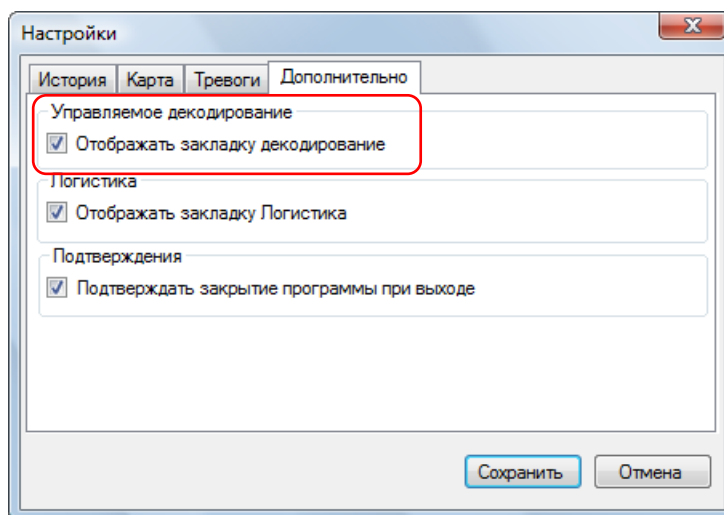 Настройки
История Карта Тревоги Дополнительно
Управляемое декодирование
Отображать закладку декодирование
Логистика
Отображать закладку Логистика
Подтверждения
Подтверждать закрытие программы при выходе
Сохранить Отмена